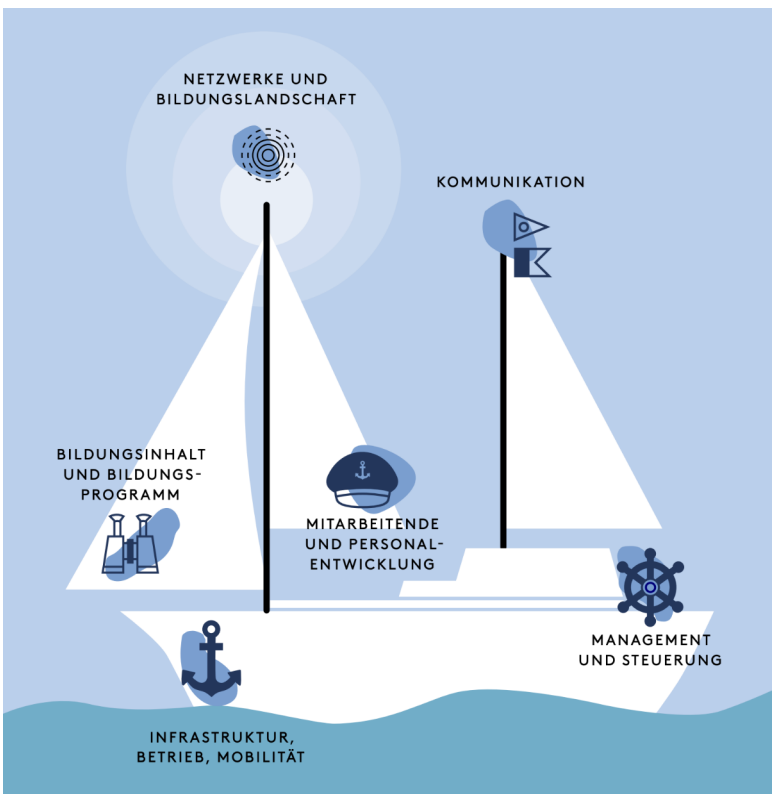 NETZWERKE UND
BILDUNGSLANDSCHAFT
KOMMUNIKATION
BILDUNGSINHALT
UND BILDUNGS-
PROGRAMM
MITARBEITENDE
UND PERSONAL-
ENTWICKLUNG
MANAGEMENT
UND STEUERUNG
INFRASTRUKTUR,
BETRIEB, MOBILITÄT